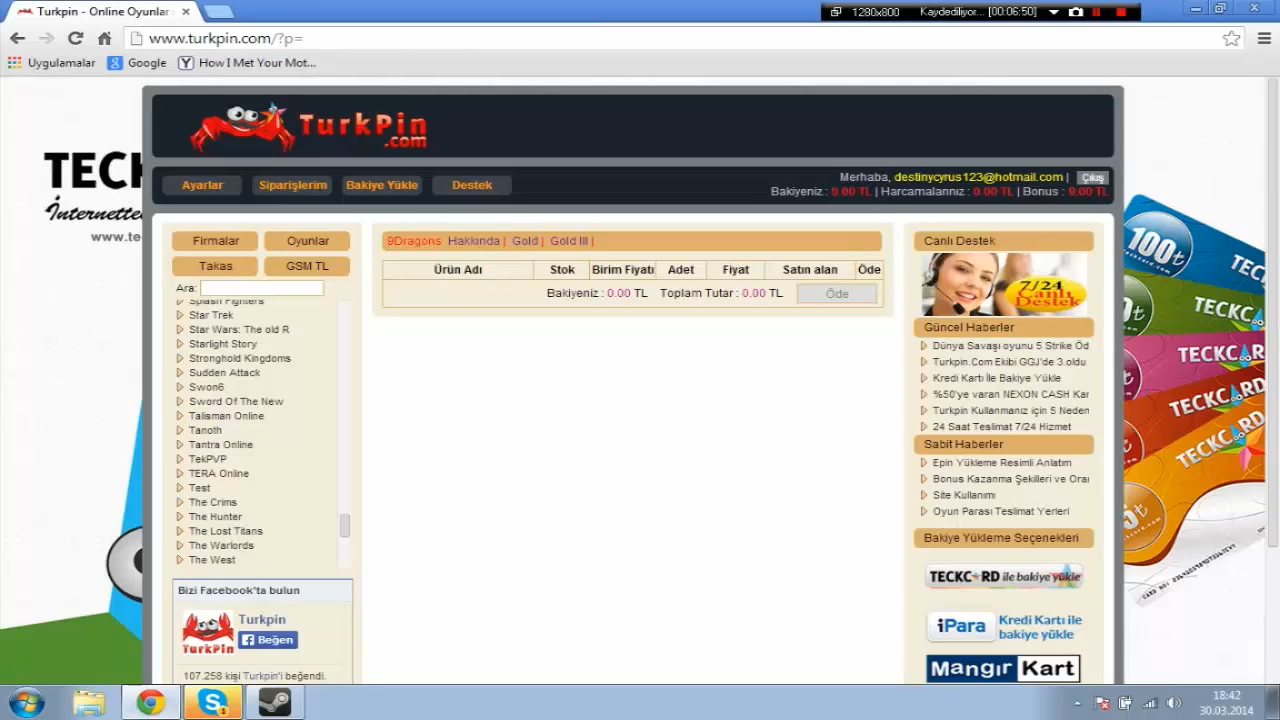 Turkpin - Online Oyunlar
1280x800 Kaydediliyor... [00:06:50]
www.turkpin.com/?p=
Uygulamalar Google How I Met Your Mot...
TurkPin
.com
Ayarlar Siparişlerim Bakiye Yükle Destek
Merhaba, destinycyrus123@hotmail.com | Çıkış
Bakiyeniz : 0.00 TL | Harcamalarınız : 0.00 TL | Bonus : 0.00 TL
TECK
İnternette
www.te
Firmalar Oyunlar
Takas GSM TL
Ara:
Splash Fighters
Star Trek
Star Wars: The old R
Starlight Story
Stronghold Kingdoms
Sudden Attack
Swon6
Sword Of The New
Talisman Online
Tanoth
Tantra Online
TekPVP
TERA Online
Test
The Crims
The Hunter
The Lost Titans
The Warlords
The West
Bizi Facebook'ta bulun
Turkpin
Beğen
TurkPin
107.258 kişi Turkpin'i beğendi.
9Dragons Hakkında | Gold | Gold III |
Ürün Adı Stok Birim Fiyatı Adet Fiyat Satın alan Öde
Bakiyeniz : 0.00 TL Toplam Tutar : 0.00 TL Öde
Canlı Destek
7/24
Canlı
Destek
Güncel Haberler
Dünya Savaşı oyunu 5 Strike Öd
Turkpin.Com Ekibi GGJ'de 3.oldu
Kredi Kartı İle Bakiye Yükle
%50'ye varan NEXON CASH Kar
Turkpin Kullanmanız için 5 Neden
24 Saat Teslimat 7/24 Hizmet
Sabit Haberler
Epin Yükleme Resimli Anlatım
Bonus Kazanma Şekilleri ve Orar
Site Kullanımı
Oyun Parası Teslimat Yerleri
Bakiye Yükleme Seçenekleri
TECKCARD ile bakiye yükle
iPara Kredi Kartı ile
bakiye yükle
Mangır Kart
100t
TECKCARD
TECKCARD
18:42
30.03.2014